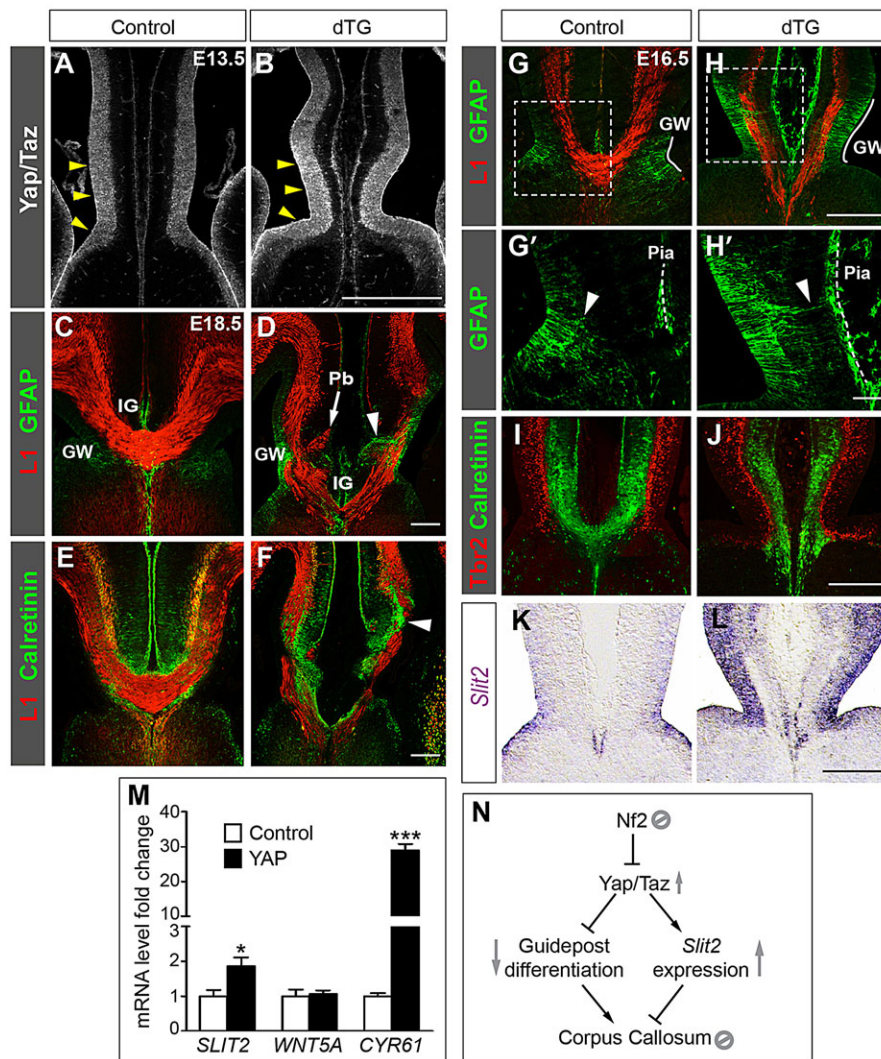 Control
dTG
A
E13.5
B
Yap/Taz
C
E18.5
D
IG
GW
Pb
GW
IG
L1 GFAP
E
F
L1 Calretinin
Control
dTG
G
E16.5
H
GW
GW
L1 GFAP
G′
Pia
H′
Pia
GFAP
I
J
Tbr2 Calretinin
K
L
Slit2
M
mRNA level fold change
40
30
20
10
2
1
0
Control
YAP
*
***
SLIT2
WNT5A
CYR61
N
Nf2
Yap/Taz
Guidepost
differentiation
Slit2
expression
Corpus Callosum